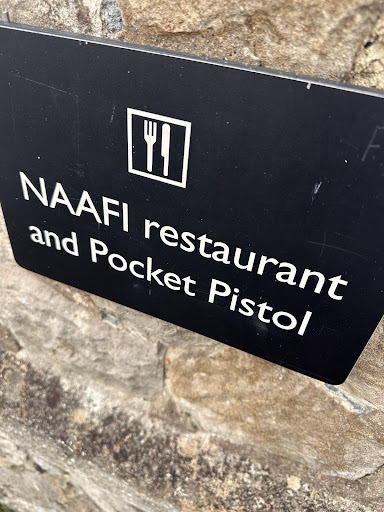 NAAFI restaurant
and Pocket Pistol